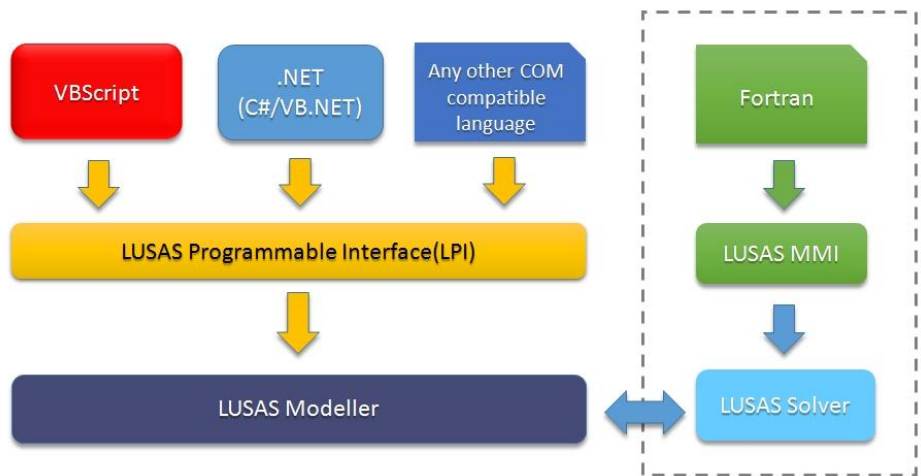 VBScript
.NET
(C#/VB.NET)
Any other COM
compatible
language
Fortran
LUSAS Programmable Interface(LPI)
LUSAS MMI
LUSAS Modeller
LUSAS Solver